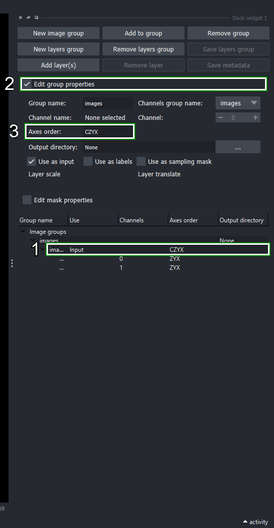 Dock widget 1
New image group Add to group Remove group
New layers group Remove layers group Save layers group
Add layer(s) Remove layer Save metadata
2 Edit group properties
Group name: images Channels group name: images
Channel name: None selected Channel: 0
3 Axes order: CZYX
Output directory: None ...
Use as input Use as labels Use as sampling mask
Layer scale Layer translate
Edit mask properties
Group name Use Channels Axes order Output directory
Image groups
images None
1 ima... Input CZYX
... 0 ZYX
... 1 ZYX
activity